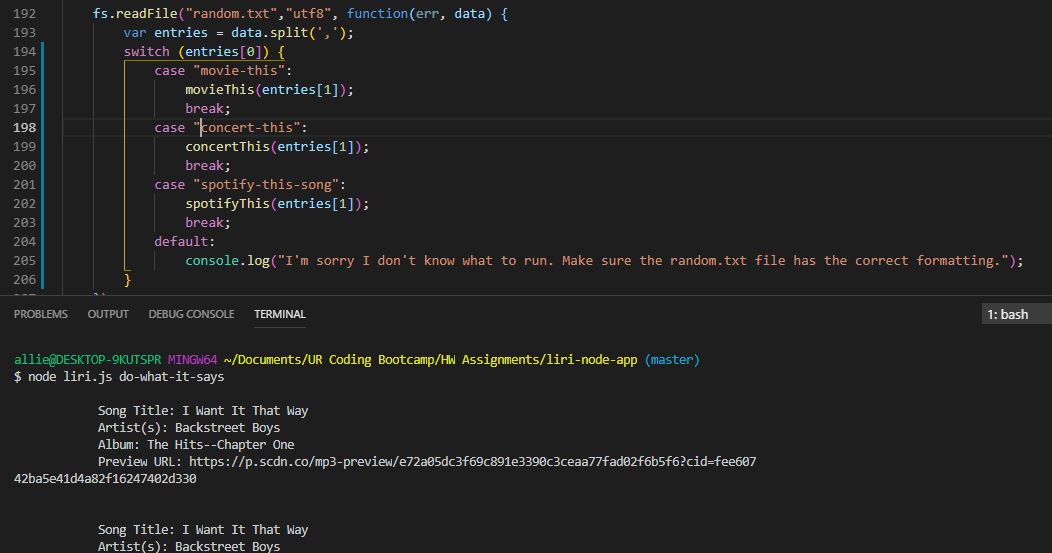 192 fs.readFile("random.txt","utf8", function(err, data) {
193 var entries = data.split(',');
194 switch (entries[0]) {
195 case "movie-this":
196 movieThis(entries[1]);
197 break;
198 case "concert-this":
199 concertThis(entries[1]);
200 break;
201 case "spotify-this-song":
202 spotifyThis(entries[1]);
203 break;
204 default:
205 console.log("I'm sorry I don't know what to run. Make sure the random.txt file has the correct formatting.");
206 }
PROBLEMS OUTPUT DEBUG CONSOLE TERMINAL 1: bash
allie@DESKTOP-9KUTSPR MINGW64 ~/Documents/UR Coding Bootcamp/HW Assignments/liri-node-app (master)
$ node liri.js do-what-it-says
Song Title: I Want It That Way
Artist(s): Backstreet Boys
Album: The Hits--Chapter One
Preview URL: https://p.scdn.co/mp3-preview/e72a05dc3f69c891e3390c3ceaa77fad02f6b5f6?cid=fee607
42ba5e41d4a82f16247402d330
Song Title: I Want It That Way
Artist(s): Backstreet Boys